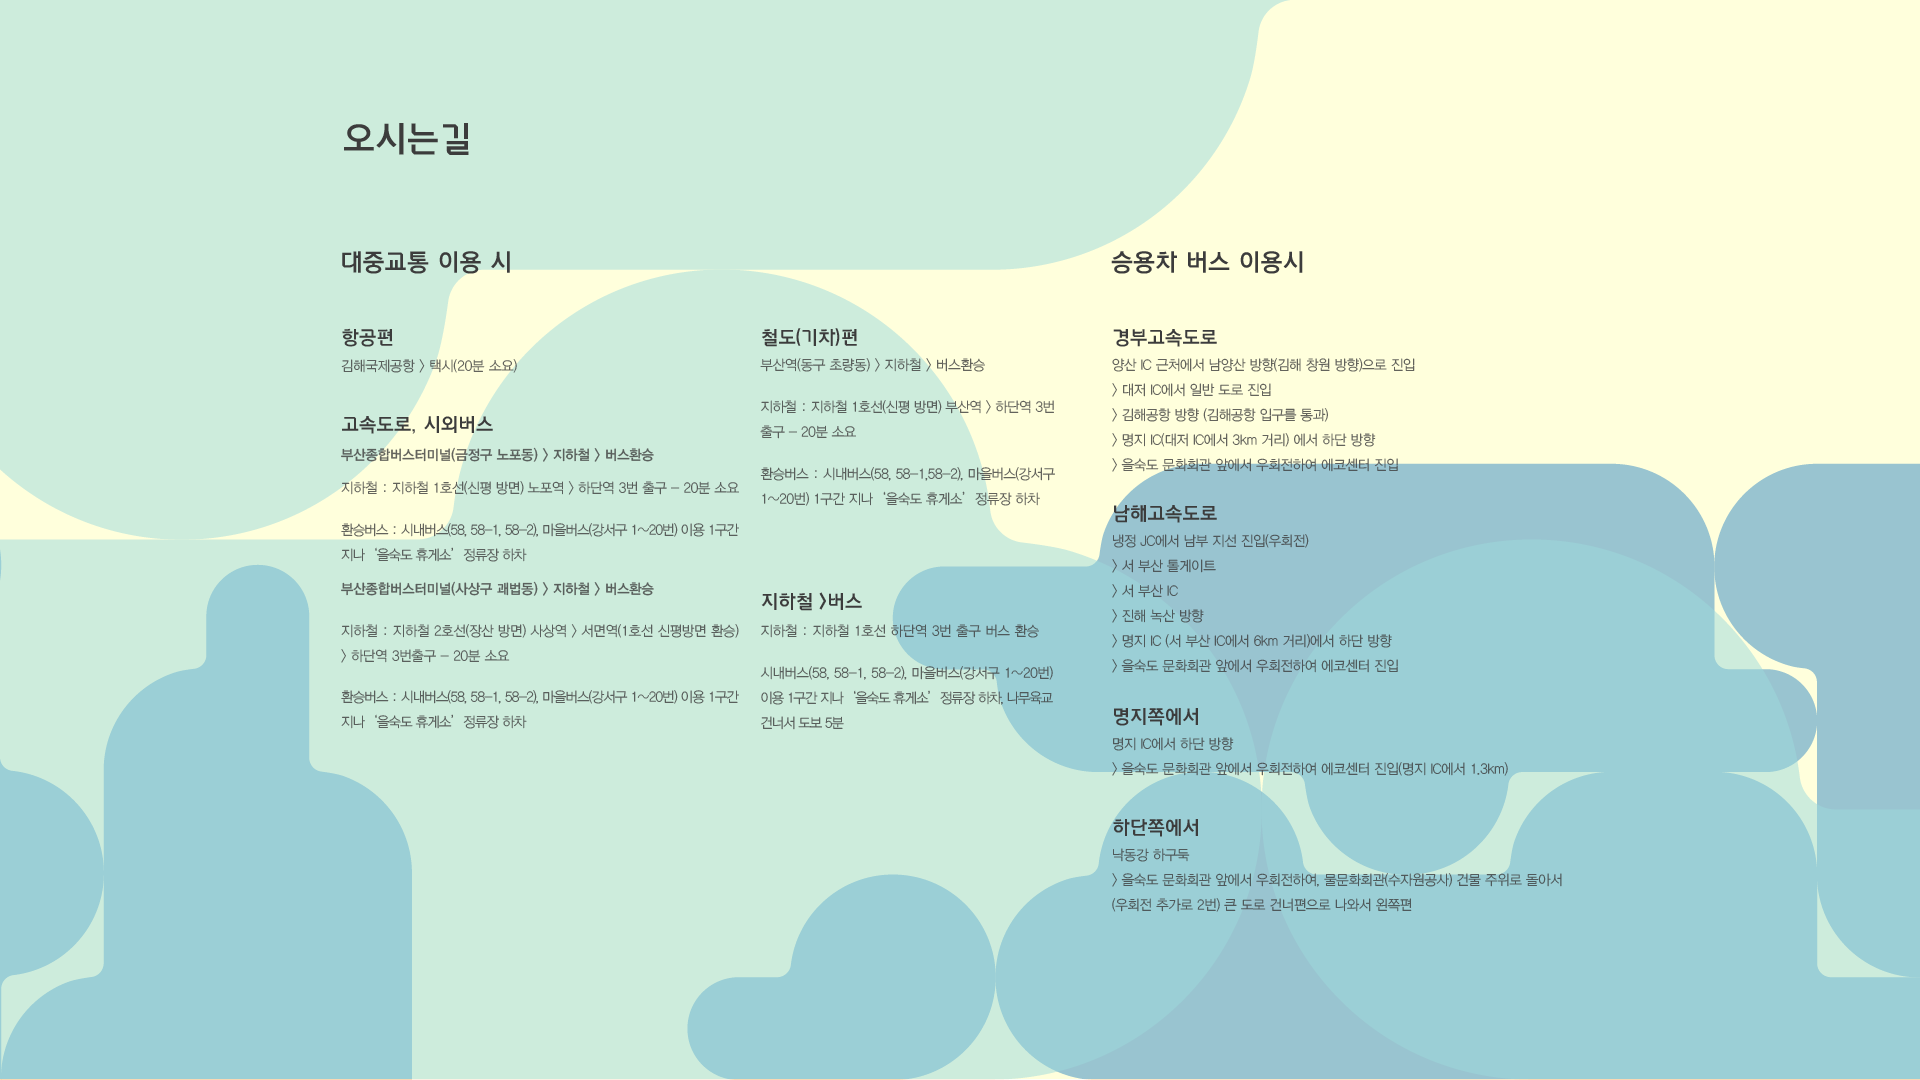 오시는길
대중교통 이용 시
항공편
김해국제공항 > 택시(20분 소요)
고속도로, 시외버스
부산종합버스터미널(금정구 노포동) > 지하철 > 버스환승
지하철 : 지하철 1호선(신평 방면) 노포역 > 하단역 3번 출구 - 20분 소요
환승버스 : 시내버스(58, 58-1, 58-2), 마을버스(강서구 1~20번) 이용 1구간
지나 ‘을숙도 휴게소’ 정류장 하차
부산종합버스터미널(사상구 괘법동) > 지하철 > 버스환승
지하철 : 지하철 2호선(장산 방면) 사상역 > 서면역(1호선 신평방면 환승)
> 하단역 3번출구 - 20분 소요
환승버스 : 시내버스(58, 58-1, 58-2), 마을버스(강서구 1~20번) 이용 1구간
지나 ‘을숙도 휴게소’ 정류장 하차
철도(기차)편
부산역(동구 초량동) > 지하철 > 버스환승
지하철 : 지하철 1호선(신평 방면) 부산역 > 하단역 3번
출구 - 20분 소요
환승버스 : 시내버스(58, 58-1,58-2), 마을버스(강서구
1~20번) 1구간 지나 ‘을숙도 휴게소’ 정류장 하차
지하철 >버스
지하철 : 지하철 1호선 하단역 3번 출구 버스 환승
시내버스(58, 58-1, 58-2), 마을버스(강서구 1~20번)
이용 1구간 지나 ‘을숙도 휴게소’ 정류장 하차, 나무육교
건너서 도보 5분
승용차 버스 이용시
경부고속도로
양산 IC 근처에서 남양산 방향(김해 창원 방향)으로 진입
> 대저 IC에서 일반 도로 진입
> 김해공항 방향 (김해공항 입구를 통과)
> 명지 IC(대저 IC에서 3km 거리) 에서 하단 방향
> 을숙도 문화회관 앞에서 우회전하여 에코센터 진입
남해고속도로
냉정 JC에서 남부 지선 진입(우회전)
> 서 부산 톨게이트
> 서 부산 IC
> 진해 녹산 방향
> 명지 IC (서 부산 IC에서 6km 거리)에서 하단 방향
> 을숙도 문화회관 앞에서 우회전하여 에코센터 진입
명지쪽에서
명지 IC에서 하단 방향
> 을숙도 문화회관 앞에서 우회전하여 에코센터 진입(명지 IC에서 1.3km)
하단쪽에서
낙동강 하구둑
> 을숙도 문화회관 앞에서 우회전하여, 물문화회관(수자원공사) 건물 주위로 돌아서
(우회전 추가로 2번) 큰 도로 건너편으로 나와서 왼쪽편